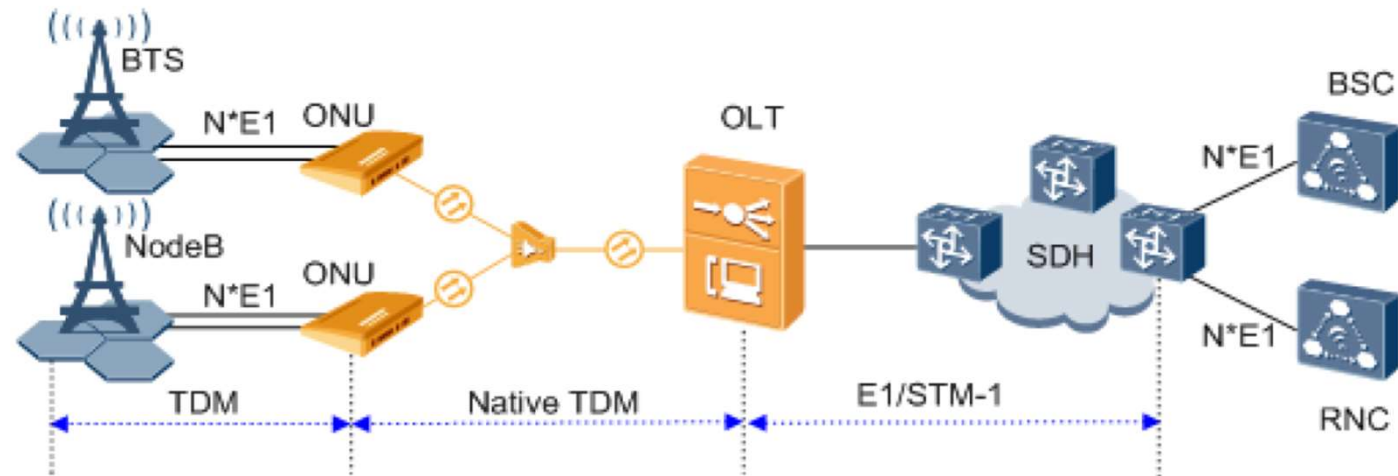 BTS
N*E1
ONU
NodeB
N*E1
ONU
OLT
SDH
BSC
N*E1
N*E1
RNC
TDM
Native TDM
E1/STM-1